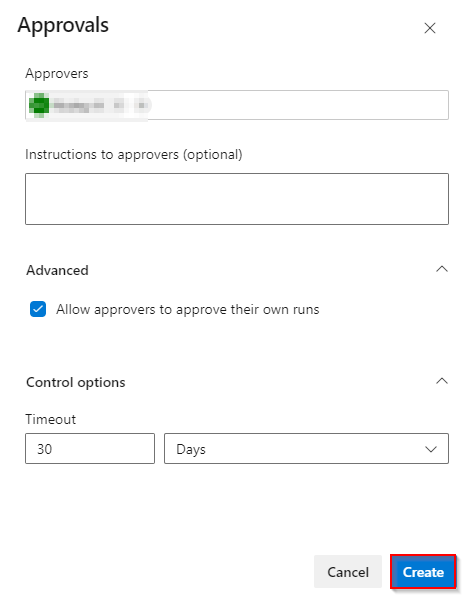 Approvals
Approvers
Instructions to approvers (optional)
Advanced
Allow approvers to approve their own runs
Control options
Timeout
30
Days
Cancel
Create